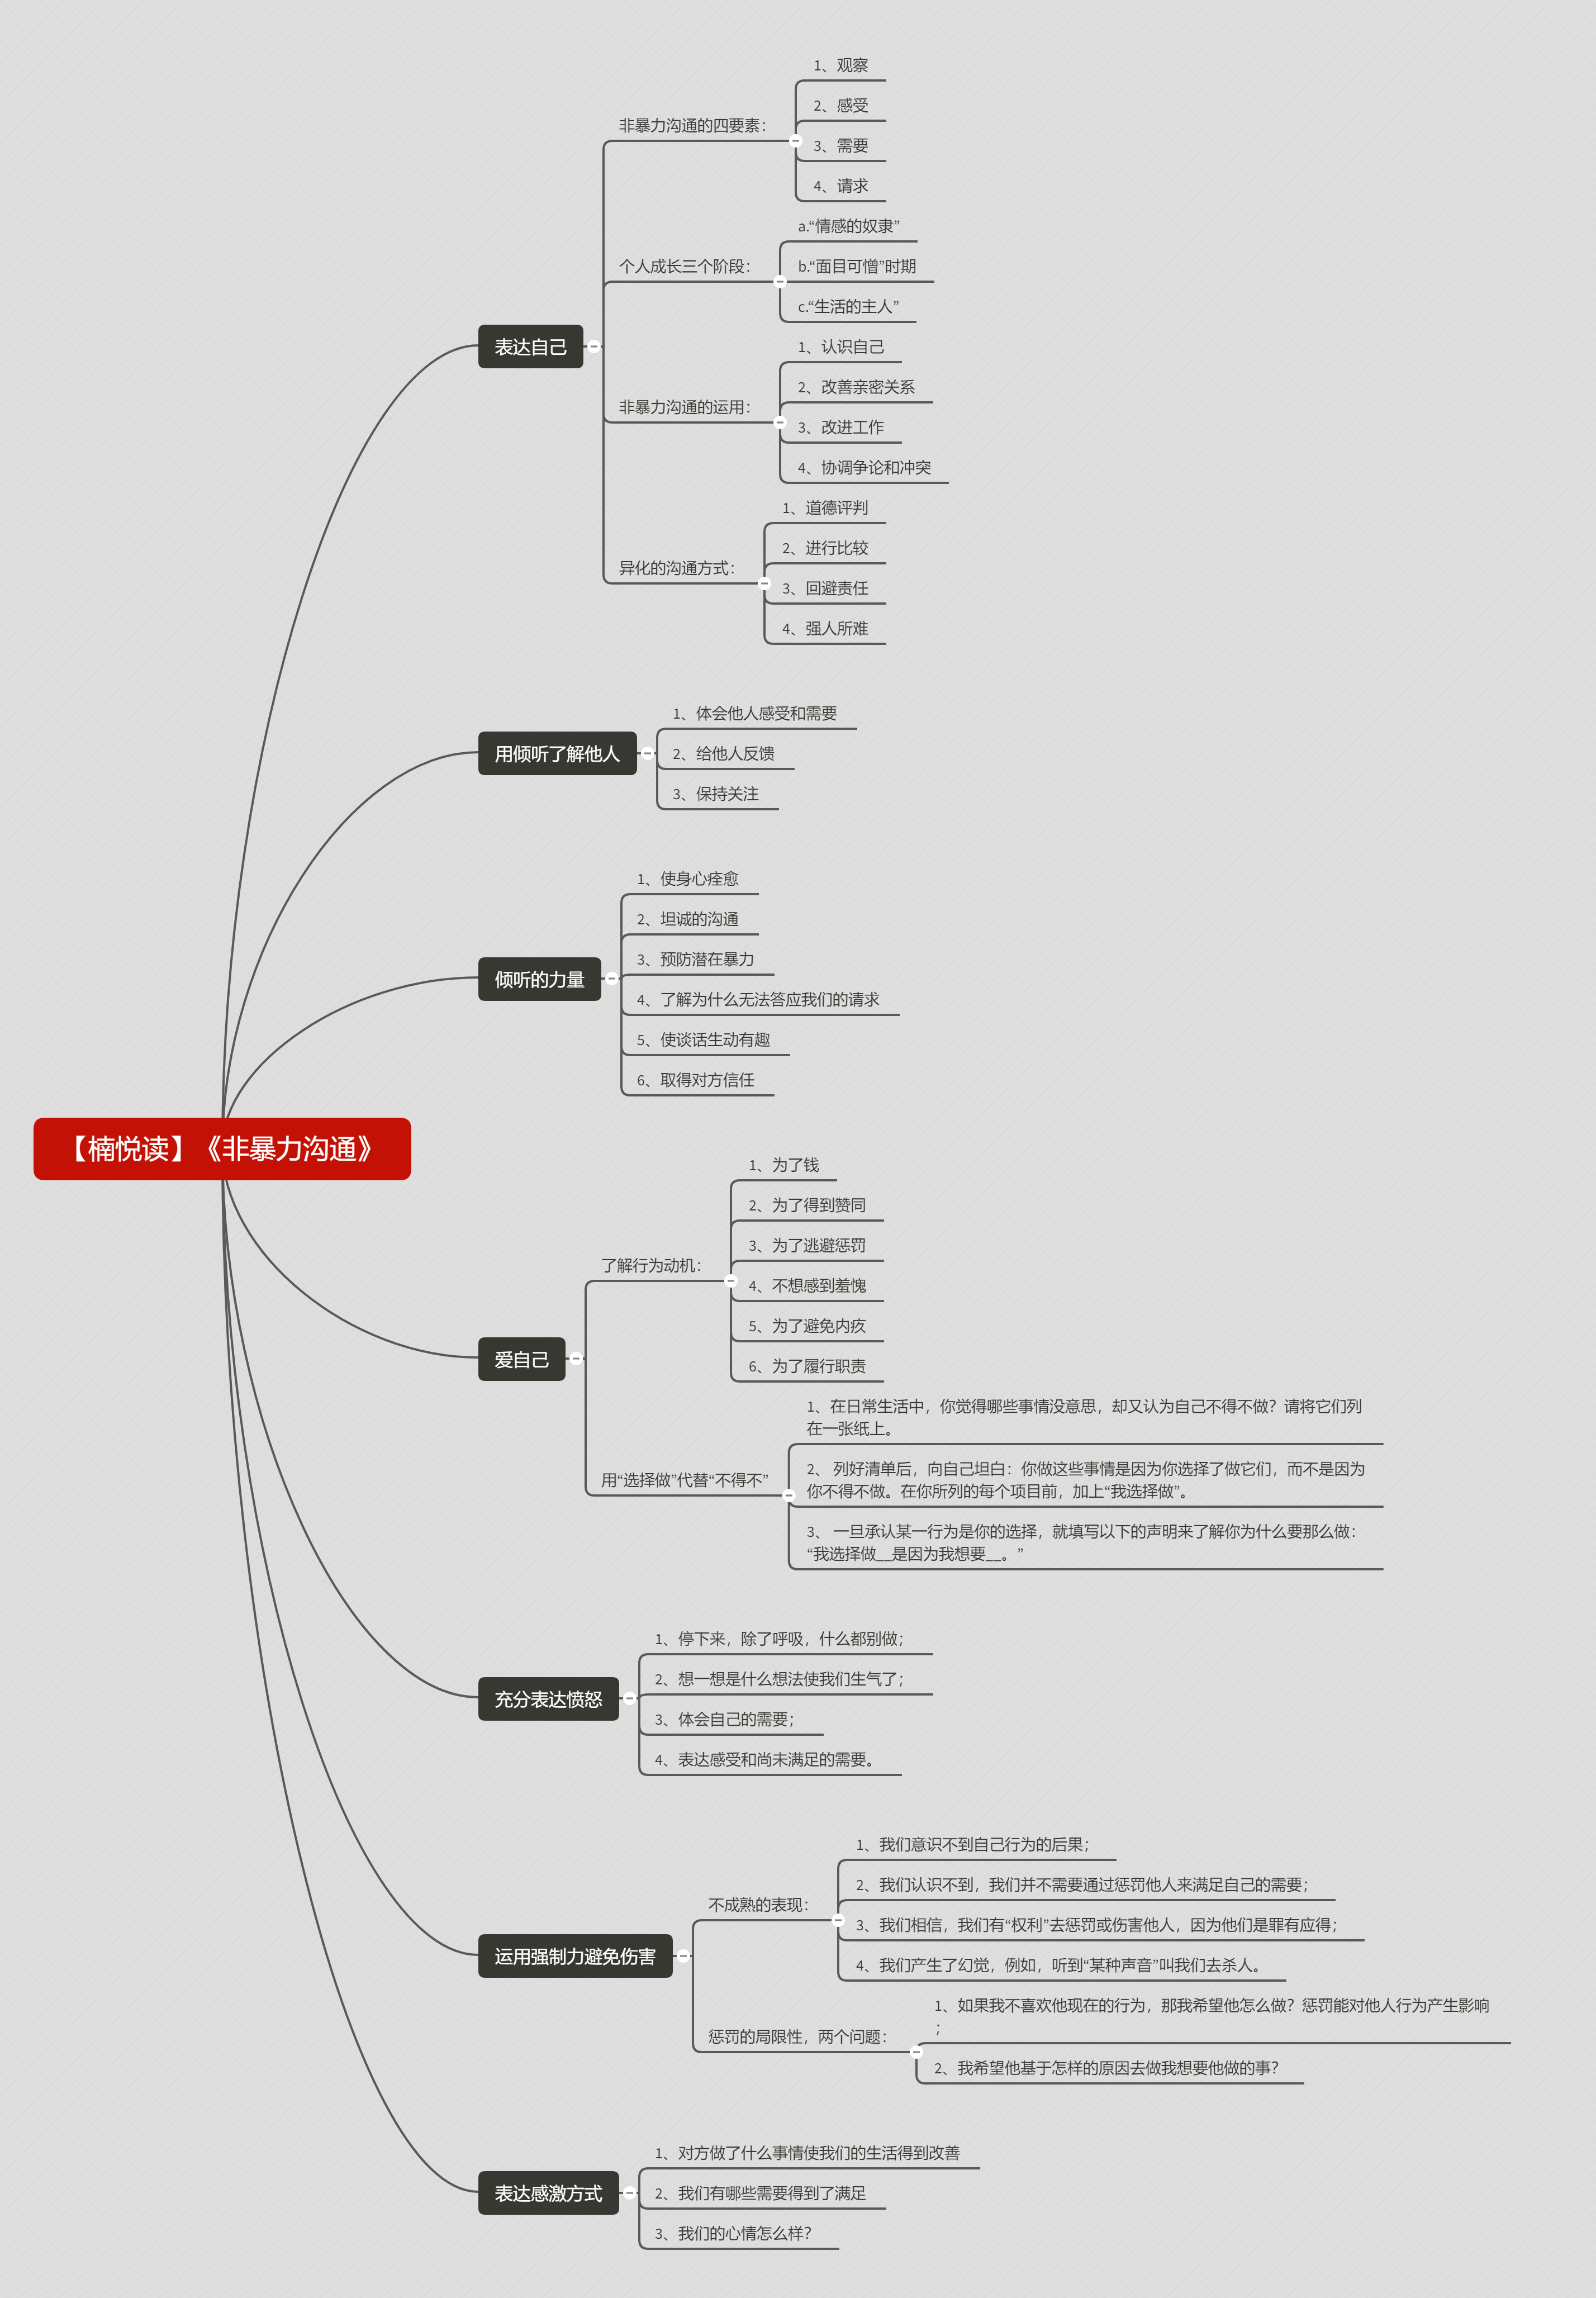 【楠悦读】《非暴力沟通》
表达自己
非暴力沟通的四要素：
1、观察
2、感受
3、需要
4、请求
个人成长三个阶段：
a.“情感的奴隶”
b.“面目可憎”时期
c.“生活的主人”
非暴力沟通的运用：
1、认识自己
2、改善亲密关系
3、改进工作
4、协调争论和冲突
异化的沟通方式：
1、道德评判
2、进行比较
3、回避责任
4、强人所难
用倾听了解他人
1、体会他人感受和需要
2、给他人反馈
3、保持关注
倾听的力量
1、使身心痊愈
2、坦诚的沟通
3、预防潜在暴力
4、了解为什么无法答应我们的请求
5、使谈话生动有趣
6、取得对方信任
爱自己
了解行为动机：
1、为了钱
2、为了得到赞同
3、为了逃避惩罚
4、不想感到羞愧
5、为了避免内疚
6、为了履行职责
用“选择做”代替“不得不”
1、在日常生活中，你觉得哪些事情没意思，却又认为自己不得不做？请将它们列
在一张纸上。
2、 列好清单后，向自己坦白：你做这些事情是因为你选择了做它们，而不是因为
你不得不做。在你所列的每个项目前，加上“我选择做”。
3、 一旦承认某一行为是你的选择，就填写以下的声明来了解你为什么要那么做：
“我选择做__是因为我想要__。”
充分表达愤怒
1、停下来，除了呼吸，什么都别做；
2、想一想是什么想法使我们生气了；
3、体会自己的需要；
4、表达感受和尚未满足的需要。
运用强制力避免伤害
不成熟的表现：
1、我们意识不到自己行为的后果；
2、我们认识不到，我们并不需要通过惩罚他人来满足自己的需要；
3、我们相信，我们有“权利”去惩罚或伤害他人，因为他们是罪有应得；
4、我们产生了幻觉，例如，听到“某种声音”叫我们去杀人。
惩罚的局限性，两个问题：
1、如果我不喜欢他现在的行为，那我希望他怎么做？惩罚能对他人行为产生影响
；
2、我希望他基于怎样的原因去做我想要他做的事？
表达感激方式
1、对方做了什么事情使我们的生活得到改善
2、我们有哪些需要得到了满足
3、我们的心情怎么样？